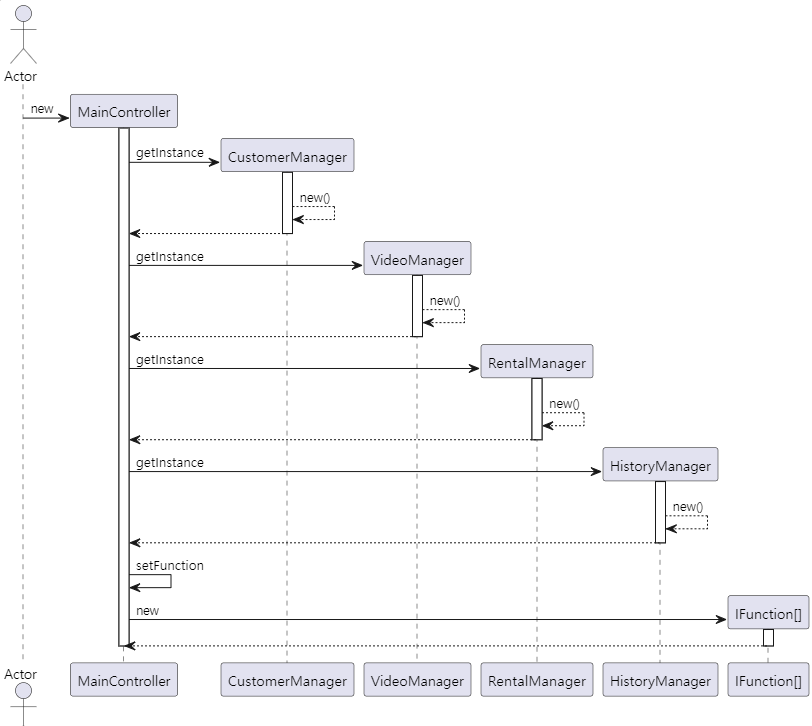 Actor
new
MainController
getInstance
CustomerManager
new()
getInstance
VideoManager
new()
getInstance
RentalManager
new()
getInstance
HistoryManager
new()
setFunction
new
IFunction[]
Actor
MainController
CustomerManager
VideoManager
RentalManager
HistoryManager
IFunction[]